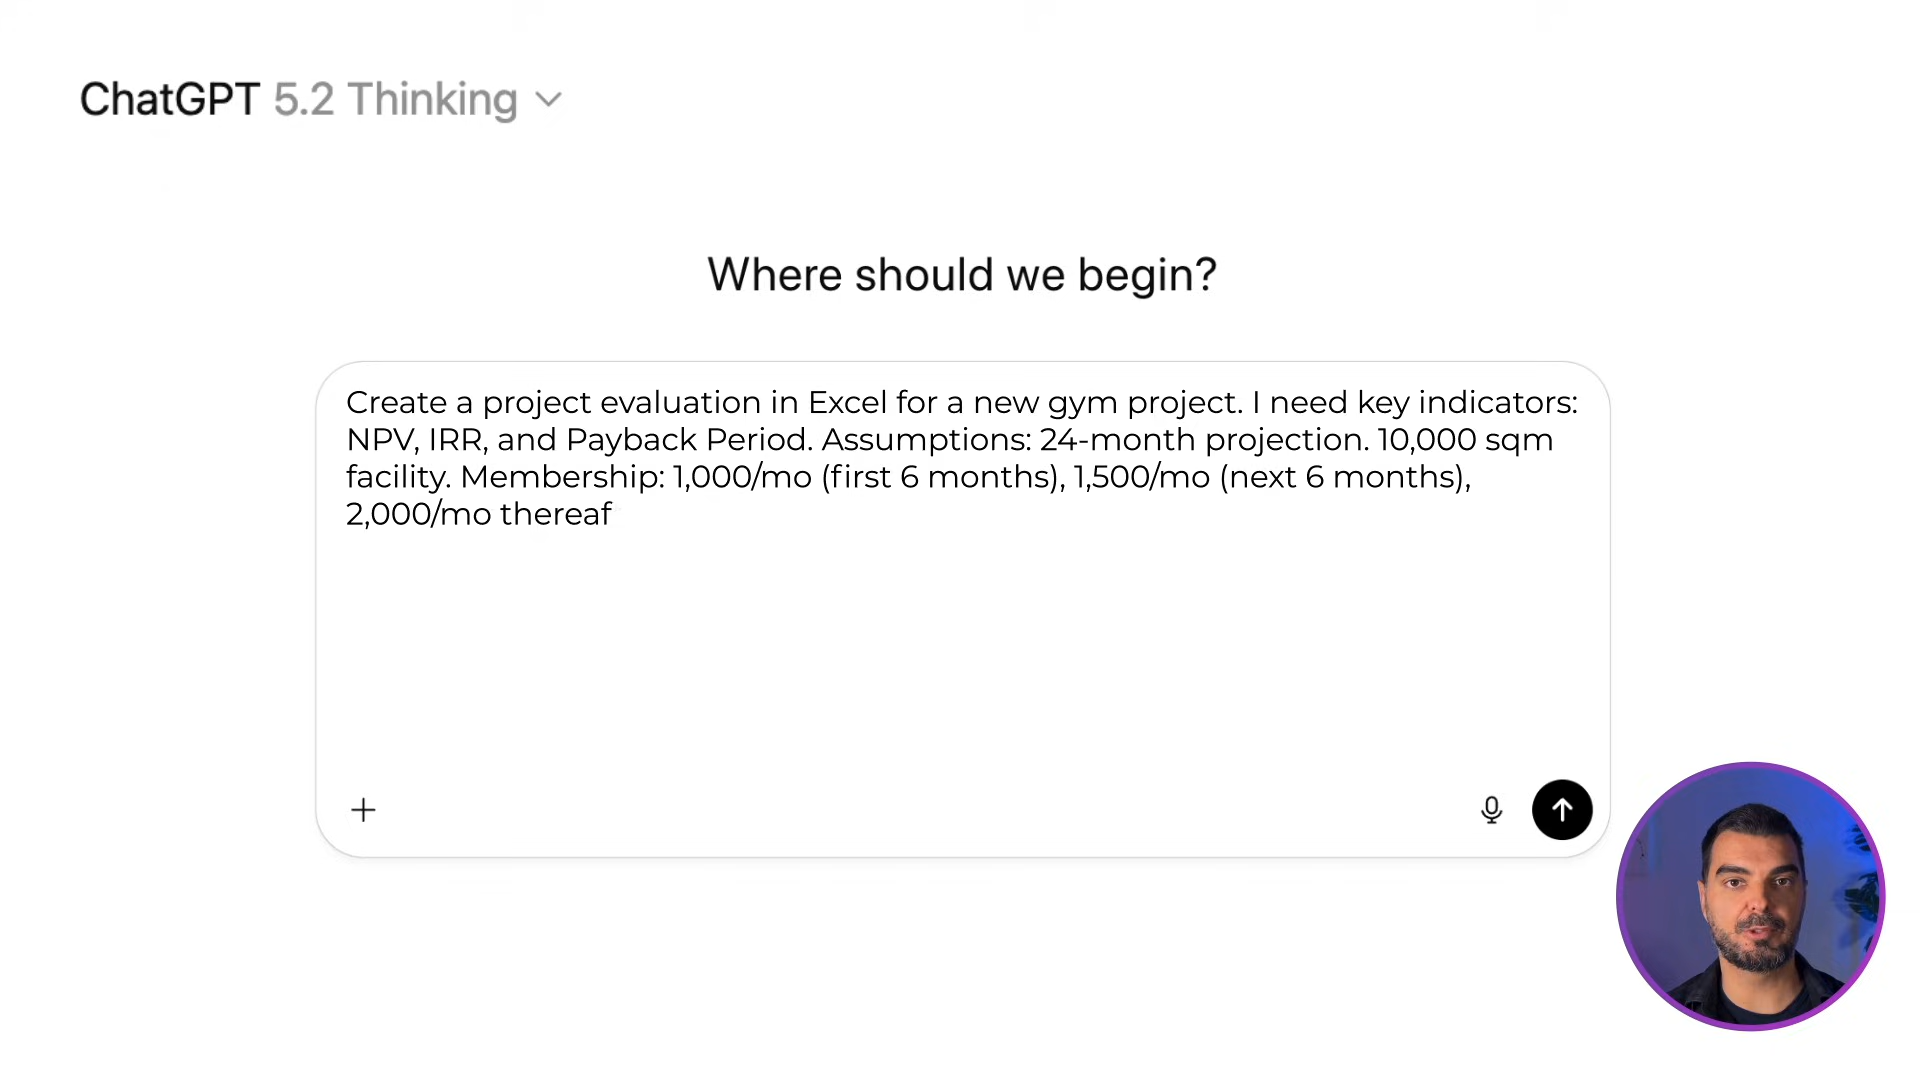 ChatGPT 5.2 Thinking
Where should we begin?
Create a project evaluation in Excel for a new gym project. I need key indicators:
NPV, IRR, and Payback Period. Assumptions: 24-month projection. 10,000 sqm
facility. Membership: 1,000/mo (first 6 months), 1,500/mo (next 6 months),
2,000/mo thereaf